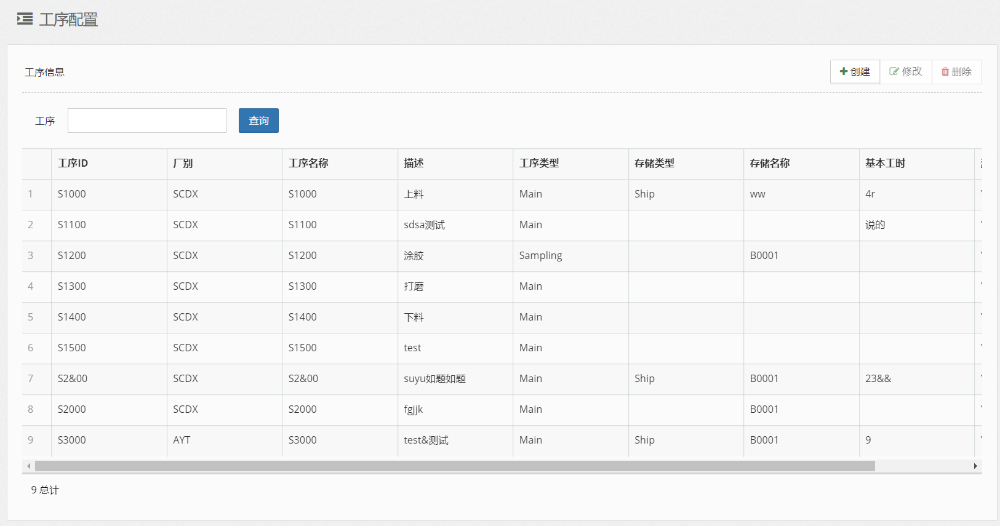 工序配置
工序信息
创建 修改 删除
工序 查询
工序ID 厂别 工序名称 描述 工序类型 存储类型 存储名称 基本工时
1 S1000 SCDX S1000 上料 Main Ship ww 4r
2 S1100 SCDX S1100 sdsa测试 Main 说的
3 S1200 SCDX S1200 涂胶 Sampling B0001
4 S1300 SCDX S1300 打磨 Main
5 S1400 SCDX S1400 下料 Main
6 S1500 SCDX S1500 test Main
7 S2&00 SCDX S2&00 suyu如题如题 Main Ship B0001 23&&
8 S2000 SCDX S2000 fgjjk Main B0001
9 S3000 AYT S3000 test&测试 Main Ship B0001 9
9 总计